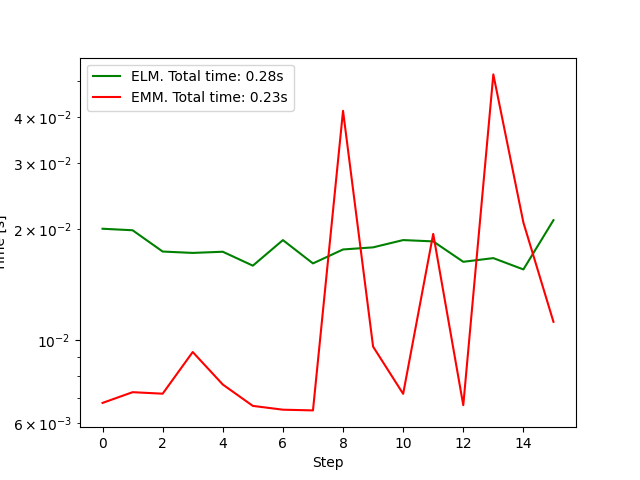 ELM. Total time: 0.28s
EMM. Total time: 0.23s
4 × 10⁻²
3 × 10⁻²
2 × 10⁻²
10⁻²
6 × 10⁻³
0 2 4 6 8 10 12 14
Step